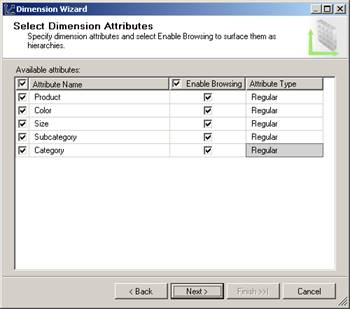 Dimension Wizard
Select Dimension Attributes
Specify dimension attributes and select Enable Browsing to surface them as
hierarchies.
Available attributes:
Attribute Name Enable Browsing Attribute Type
Product Regular
Color Regular
Size Regular
Subcategory Regular
Category Regular
< Back Next > Finish >>| Cancel